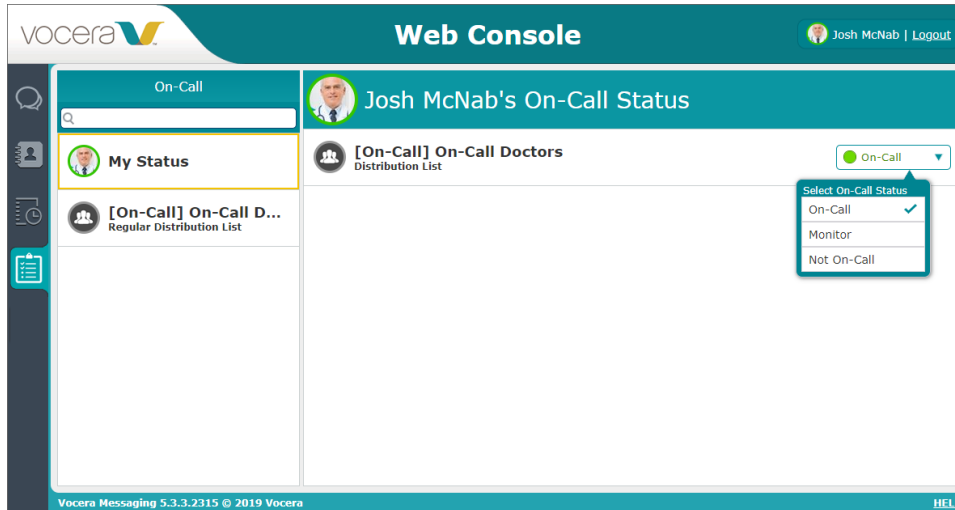 vocera
Web Console
Josh McNab | Logout
On-Call
Josh McNab's On-Call Status
My Status
[On-Call] On-Call D...
Regular Distribution List
[On-Call] On-Call Doctors
Distribution List
On-Call
Select On-Call Status
On-Call
Monitor
Not On-Call
Vocera Messaging 5.3.3.2315 © 2019 Vocera
HEL